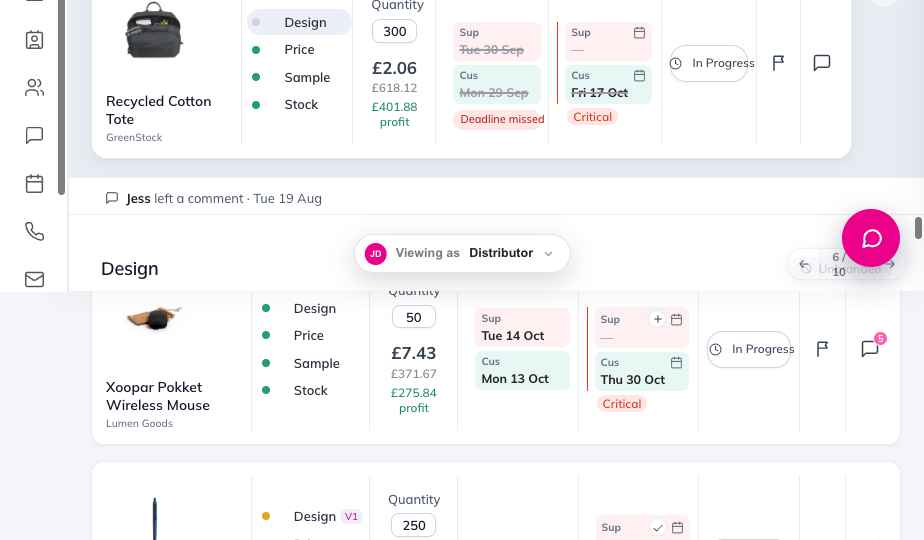 Design
Price
Sample
Stock
Recycled Cotton
Tote
GreenStock
Quantity
300
£2.06
£618.12
£401.88
profit
Sup
Tue 30 Sep
Cus
Mon 29 Sep
Deadline missed
Sup
—
Cus
Fri 17 Oct
Critical
In Progress
Jess left a comment · Tue 19 Aug
Design
JD Viewing as Distributor
6 /
10
Xoopar Pokket
Wireless Mouse
Lumen Goods
Design
Price
Sample
Stock
Quantity
50
£7.43
£371.67
£275.84
profit
Sup
Tue 14 Oct
Cus
Mon 13 Oct
Sup
—
Cus
Thu 30 Oct
Critical
In Progress
5
Design V1
Quantity
250
Sup